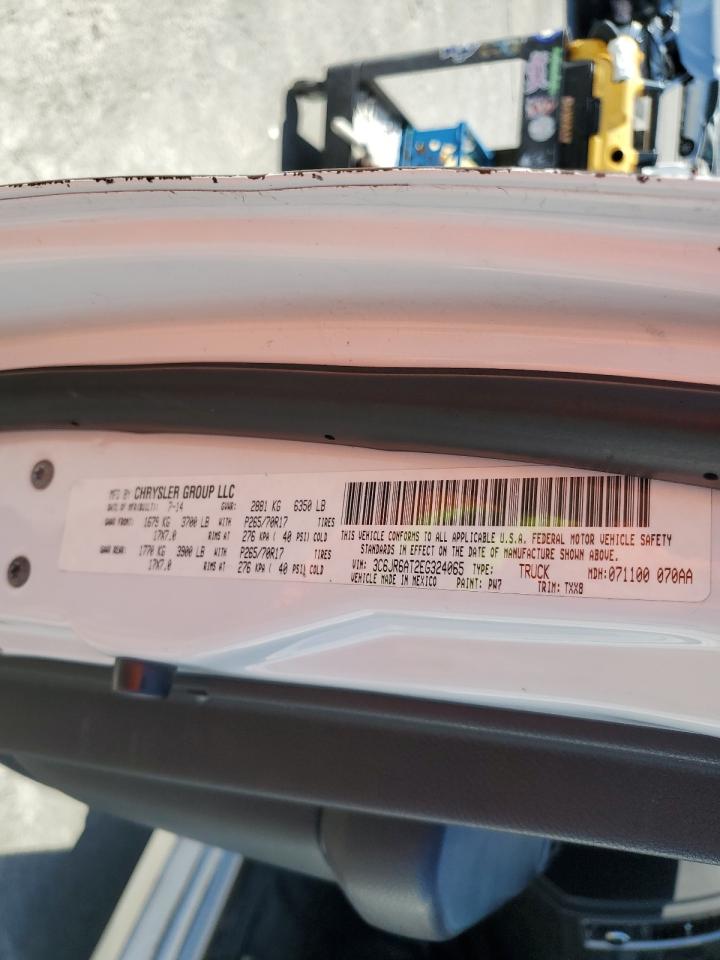 MFD BY CHRYSLER GROUP LLC
DATE OF MFR(BUILT): 7-14 GVWR: 2881 KG 6350 LB
GAWR FRONT: 1679 KG 3700 LB WITH P265/70R17 TIRES
17X7.0 RIMS AT 276 KPA ( 40 PSI) COLD
GAWR REAR: 1770 KG 3900 LB WITH P265/70R17 TIRES
17X7.0 RIMS AT 276 KPA ( 40 PSI) COLD
THIS VEHICLE CONFORMS TO ALL APPLICABLE U.S.A. FEDERAL MOTOR VEHICLE SAFETY
STANDARDS IN EFFECT ON THE DATE OF MANUFACTURE SHOWN ABOVE.
VIN: 3C6JR6AT2EG324065 TYPE: TRUCK MDH:071100 070AA
VEHICLE MADE IN MEXICO PAINT: PW7 TRIM: TXX8